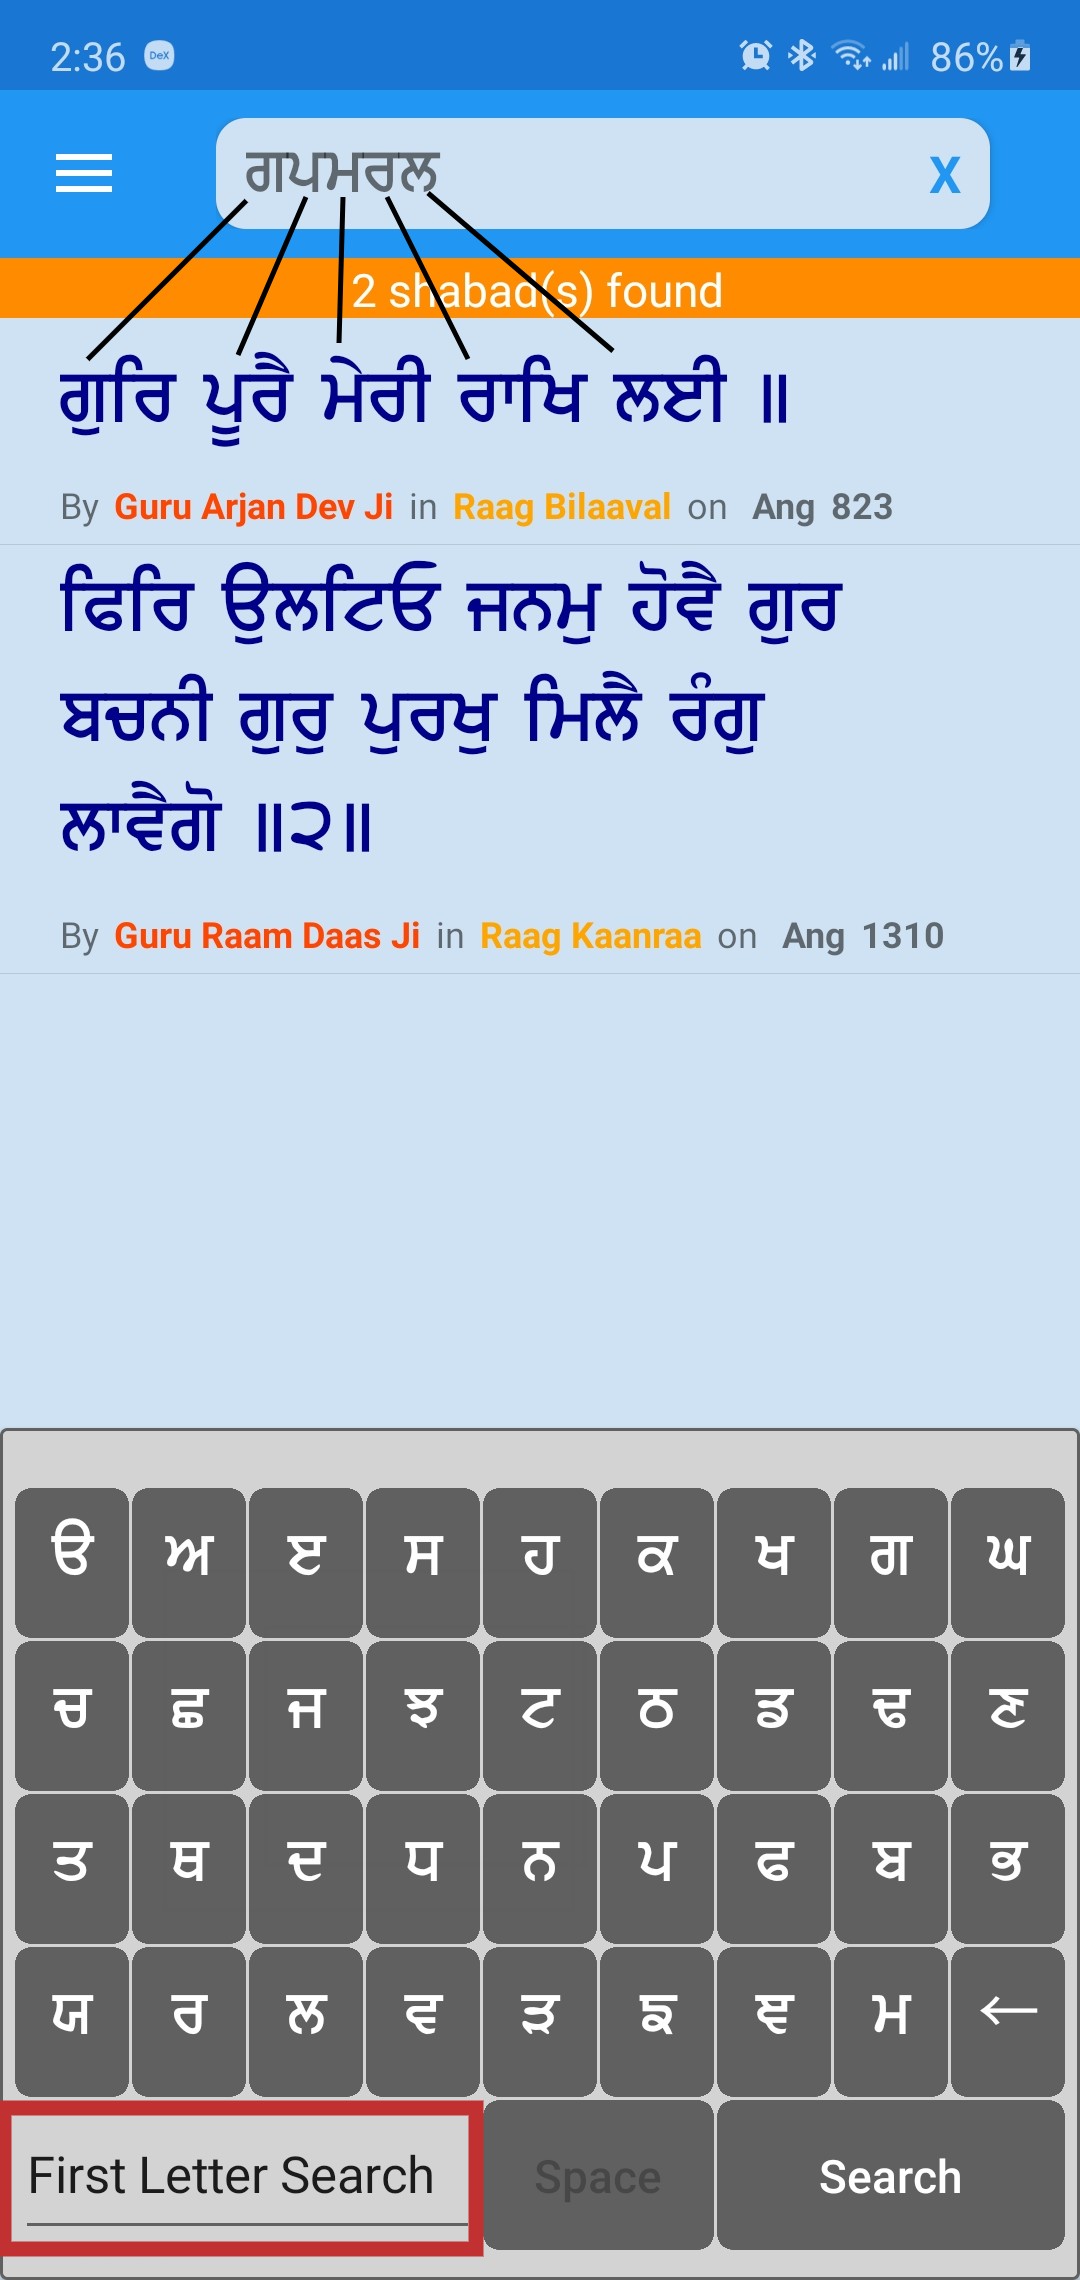 2:36 DeX 86%
ਗਪਮਰਲ X
2 shabad(s) found
ਗੁਰਿ ਪੂਰੈ ਮੇਰੀ ਰਾਖਿ ਲਈ ॥
By Guru Arjan Dev Ji in Raag Bilaaval on Ang 823
ਫਿਰਿ ਉਲਟਿਓ ਜਨਮੁ ਹੋਵੈ ਗੁਰ
ਬਚਨੀ ਗੁਰੁ ਪੁਰਖੁ ਮਿਲੈ ਰੰਗੁ
ਲਾਵੈਗੋ ॥੨॥
By Guru Raam Daas Ji in Raag Kaanraa on Ang 1310
ੳ ਅ ੲ ਸ ਹ ਕ ਖ ਗ ਘ
ਚ ਛ ਜ ਝ ਟ ਠ ਡ ਢ ਣ
ਤ ਥ ਦ ਧ ਨ ਪ ਫ ਬ ਭ
ਯ ਰ ਲ ਵ ੜ ਙ ਞ ਮ ←
First Letter Search Space Search